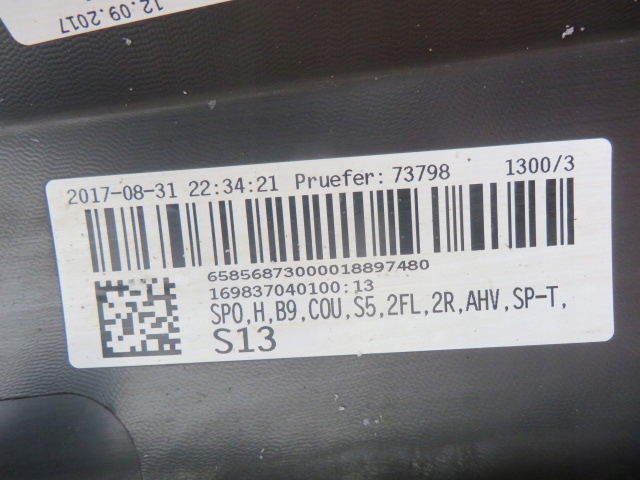 12.09.2017
2017-08-31 22:34:21 Pruefer: 73798 1300/3
65856873000018897480
169837040100:13
SPO,H,B9,COU,S5,2FL,2R,AHV,SP-T,
S13